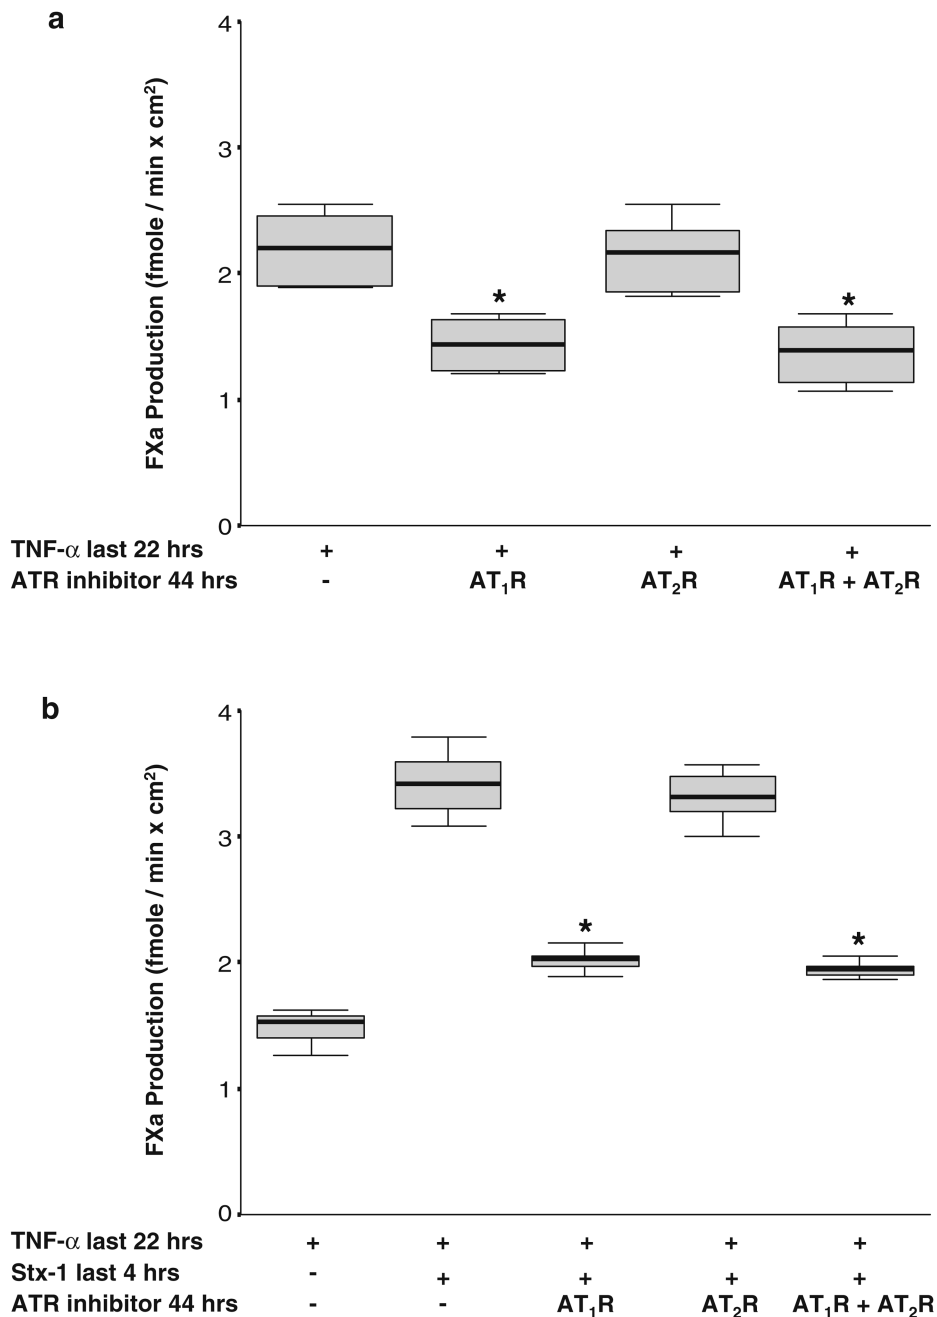 a
FXa Production (fmole / min x cm²)
4
3
2
1
0
*
*
TNF-α last 22 hrs + + + +
ATR inhibitor 44 hrs - AT₁R AT₂R AT₁R + AT₂R
b
FXa Production (fmole / min x cm²)
4
3
2
1
0
*
*
TNF-α last 22 hrs + + + + +
Stx-1 last 4 hrs - + + + +
ATR inhibitor 44 hrs - - AT₁R AT₂R AT₁R + AT₂R